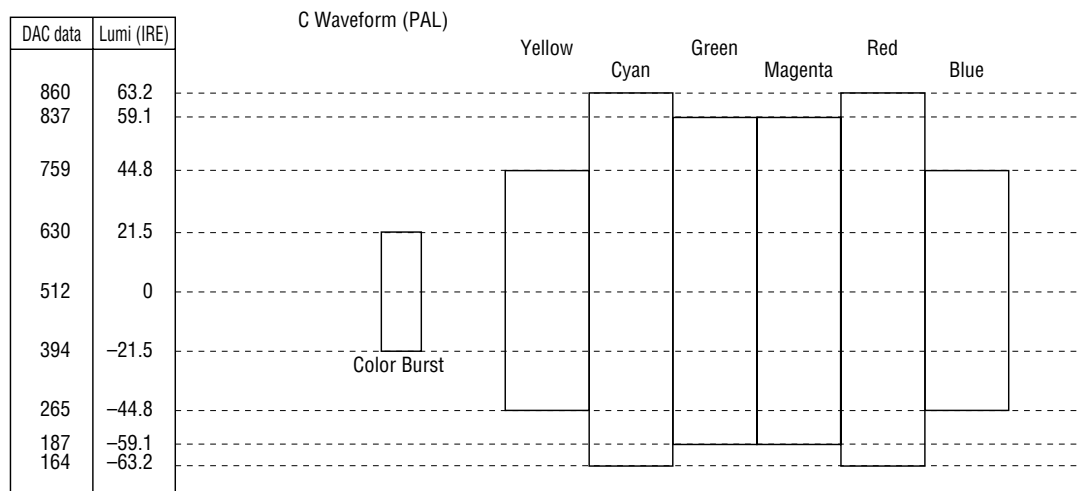 C Waveform (PAL)
DAC data Lumi (IRE)
Yellow Green Red
Cyan Magenta Blue
860 63.2
837 59.1
759 44.8
630 21.5
512 0
394 –21.5
Color Burst
265 –44.8
187 –59.1
164 –63.2